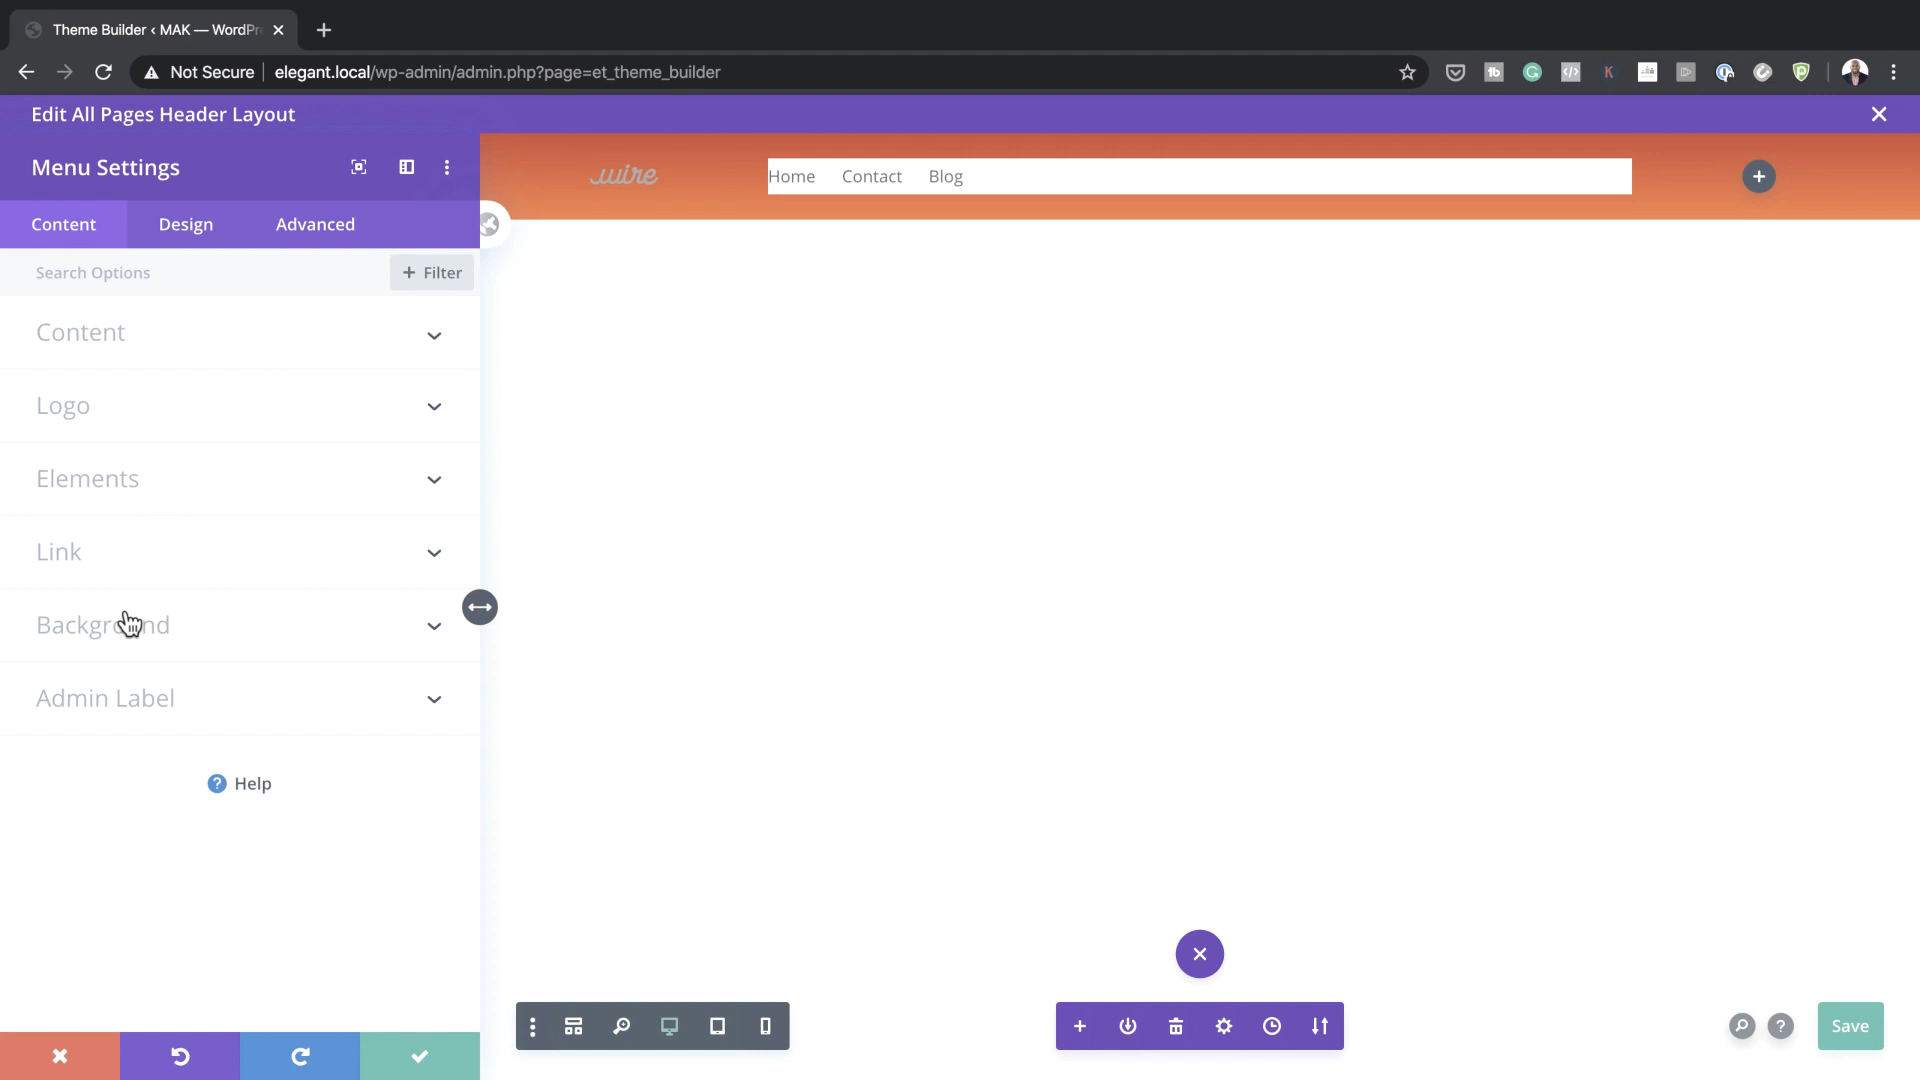 Theme Builder ‹ MAK — WordPr
Not Secure elegant.local/wp-admin/admin.php?page=et_theme_builder
Edit All Pages Header Layout
Menu Settings
wire
Home Contact Blog
Content Design Advanced
Search Options
Filter
Content
Logo
Elements
Link
Background
Admin Label
Help
Save